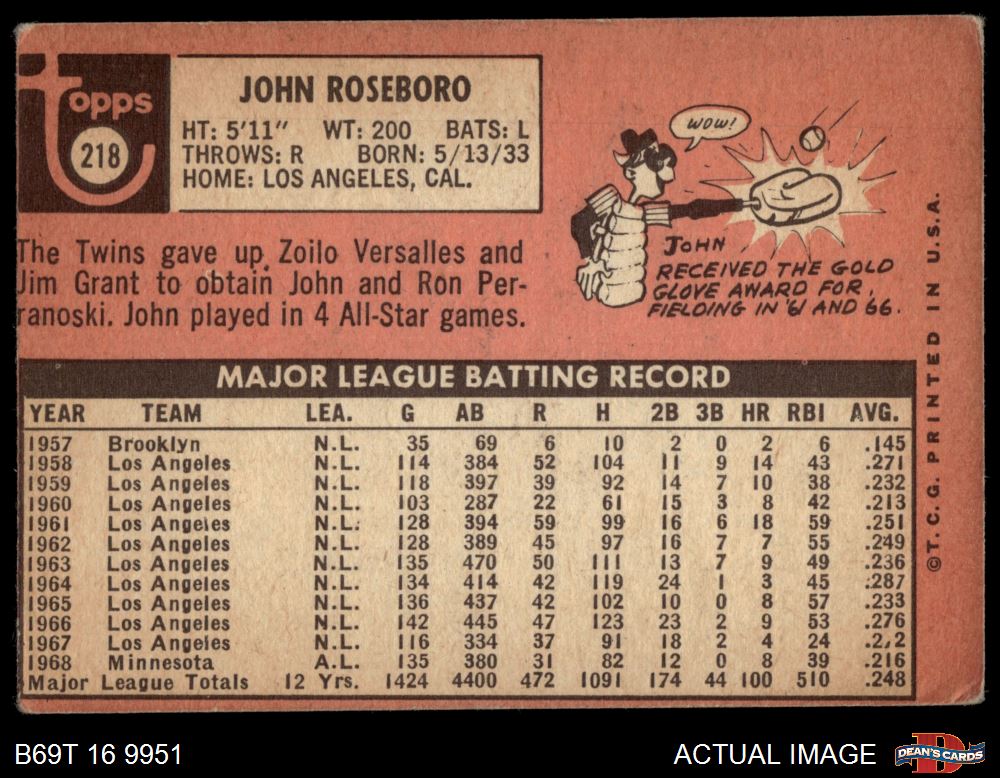 topps
218
JOHN ROSEBORO
HT: 5'11" WT: 200 BATS: L
THROWS: R BORN: 5/13/33
HOME: LOS ANGELES, CAL.
WOW!
The Twins gave up Zoilo Versalles and
Jim Grant to obtain John and Ron Per-
ranoski. John played in 4 All-Star games.
JOHN
RECEIVED THE GOLD
GLOVE AWARD FOR
FIELDING IN '61 AND 66.
MAJOR LEAGUE BATTING RECORD
YEAR TEAM LEA. G AB R H 2B 3B HR RBI AVG.
1957 Brooklyn N.L. 35 69 6 10 2 0 2 6 .145
1958 Los Angeles N.L. 114 384 52 104 11 9 14 43 .271
1959 Los Angeles N.L. 118 397 39 92 14 7 10 38 .232
1960 Los Angeles N.L. 103 287 22 61 15 3 8 42 .213
1961 Los Angeles N.L. 128 394 59 99 16 6 18 59 .251
1962 Los Angeles N.L. 128 389 45 97 16 7 7 55 .249
1963 Los Angeles N.L. 135 470 50 111 13 7 9 49 .236
1964 Los Angeles N.L. 134 414 42 119 24 1 3 45 .287
1965 Los Angeles N.L. 136 437 42 102 10 0 8 57 .233
1966 Los Angeles N.L. 142 445 47 123 23 2 9 53 .276
1967 Los Angeles N.L. 116 334 37 91 18 2 4 24
1968 Minnesota A.L. 135 380 31 82 12 0 8 39 .216
Major League Totals 12 Yrs. 1424 4400 472 1091 174 44 100 510 .248
©T.C.G. PRINTED IN U.S.A.
B69T 16 9951
ACTUAL IMAGE
DEAN'S CARDS